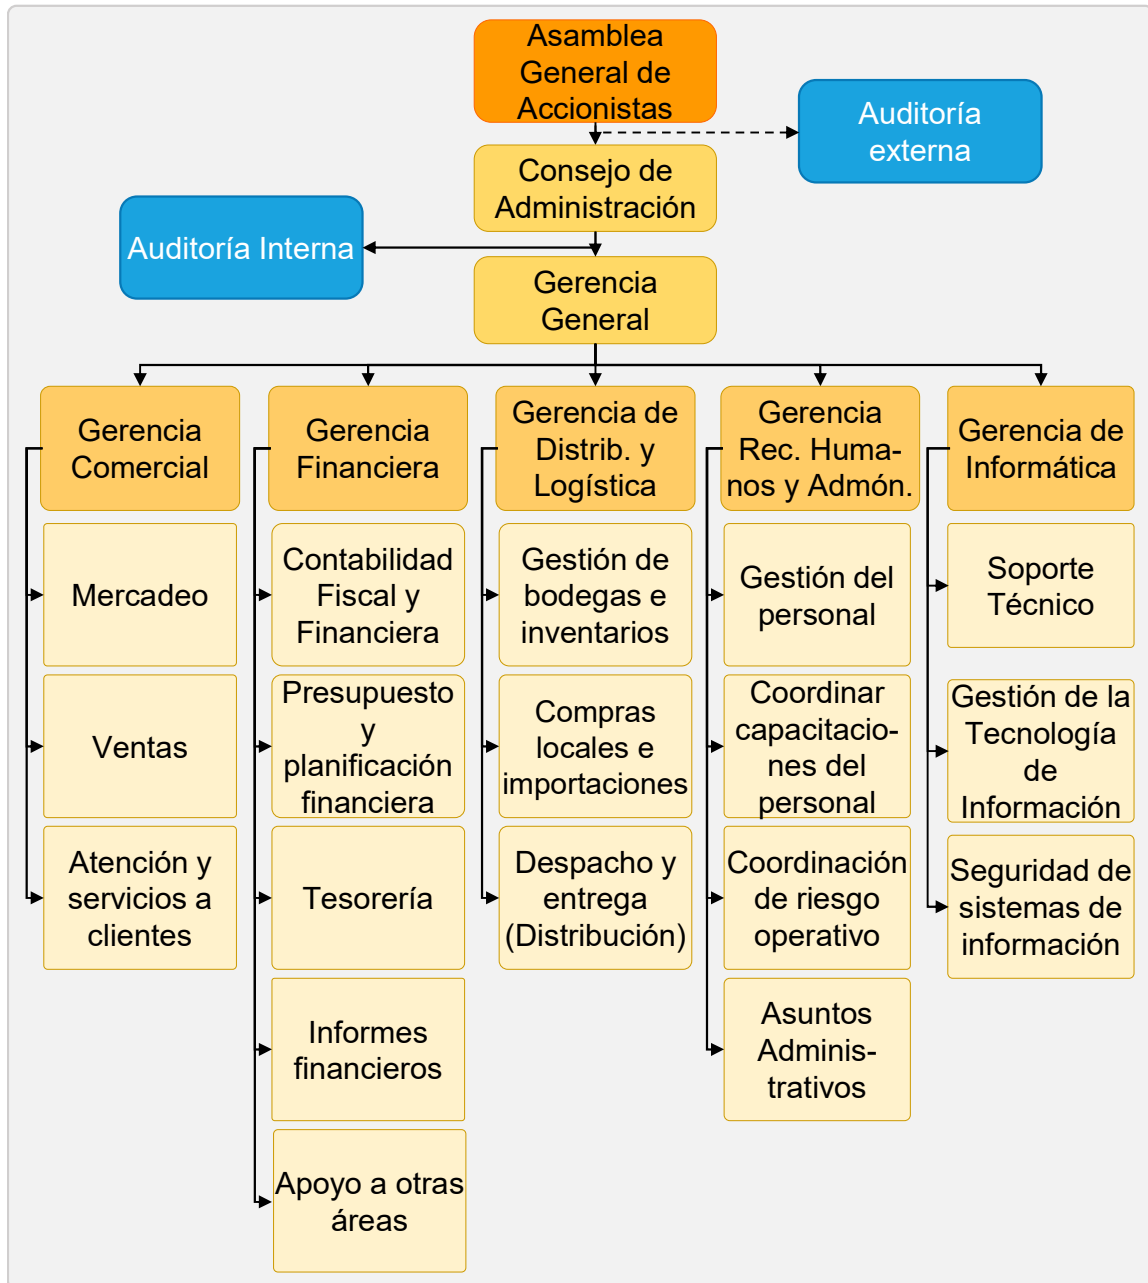 Asamblea
General de
Accionistas
Auditoría
externa
Consejo de
Administración
Auditoría Interna
Gerencia
General
Gerencia
Comercial
Gerencia
Financiera
Gerencia de
Distrib. y
Logística
Gerencia
Rec. Huma-
nos y Admón.
Gerencia de
Informática
Mercadeo
Ventas
Atención y
servicios a
clientes
Contabilidad
Fiscal y
Financiera
Presupuesto
y
planificación
financiera
Tesorería
Informes
financieros
Apoyo a otras
áreas
Gestión de
bodegas e
inventarios
Compras
locales e
importaciones
Despacho y
entrega
(Distribución)
Gestión del
personal
Coordinar
capacitacio-
nes del
personal
Coordinación
de riesgo
operativo
Asuntos
Adminis-
trativos
Soporte
Técnico
Gestión de la
Tecnología
de
Información
Seguridad de
sistemas de
información